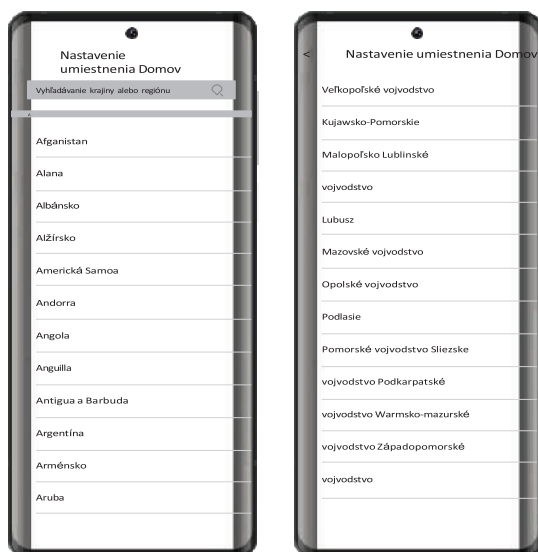 Nastavenie
umiestnenia Domov
Vyhľadávanie krajiny alebo regiónu
A
Afganistan
Alana
Albánsko
Alžírsko
Americká Samoa
Andorra
Angola
Anguilla
Antigua a Barbuda
Argentína
Arménsko
Aruba
< Nastavenie umiestnenia Domov
Veľkopoľské vojvodstvo
Kujawsko-Pomorskie
Malopoľsko Lublinské
vojvodstvo
Lubusz
Mazovské vojvodstvo
Opolské vojvodstvo
Podlasie
Pomorské vojvodstvo Sliezske
vojvodstvo Podkarpatské
vojvodstvo Warmsko-mazurské
vojvodstvo Západopomorské
vojvodstvo